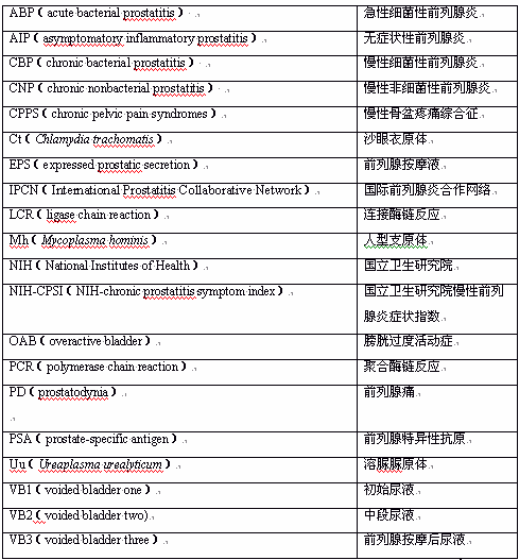 ABP（acute bacterial prostatitis） 急性细菌性前列腺炎
AIP（asymptomatory inflammatory prostatitis） 无症状性前列腺炎
CBP（chronic bacterial prostatitis） 慢性细菌性前列腺炎
CNP（chronic nonbacterial prostatitis） 慢性非细菌性前列腺炎
CPPS（chronic pelvic pain syndromes） 慢性骨盆疼痛综合征
Ct（Chlamydia trachomatis） 沙眼衣原体
EPS（expressed prostatic secretion） 前列腺按摩液
IPCN（International Prostatitis Collaborative Network） 国际前列腺炎合作网络
LCR（ligase chain reaction） 连接酶链反应
Mh（Mycoplasma hominis） 人型支原体
NIH（National Institutes of Health） 国立卫生研究院
NIH-CPSI（NIH-chronic prostatitis symptom index） 国立卫生研究院慢性前列
腺炎症状指数
OAB（overactive bladder） 膀胱过度活动症
PCR（polymerase chain reaction） 聚合酶链反应
PD（prostatodynia） 前列腺痛
PSA（prostate-specific antigen） 前列腺特异性抗原
Uu（Ureaplasma urealyticum） 溶脲脲原体
VB1（voided bladder one） 初始尿液
VB2（voided bladder two) 中段尿液
VB3（voided bladder three） 前列腺按摩后尿液